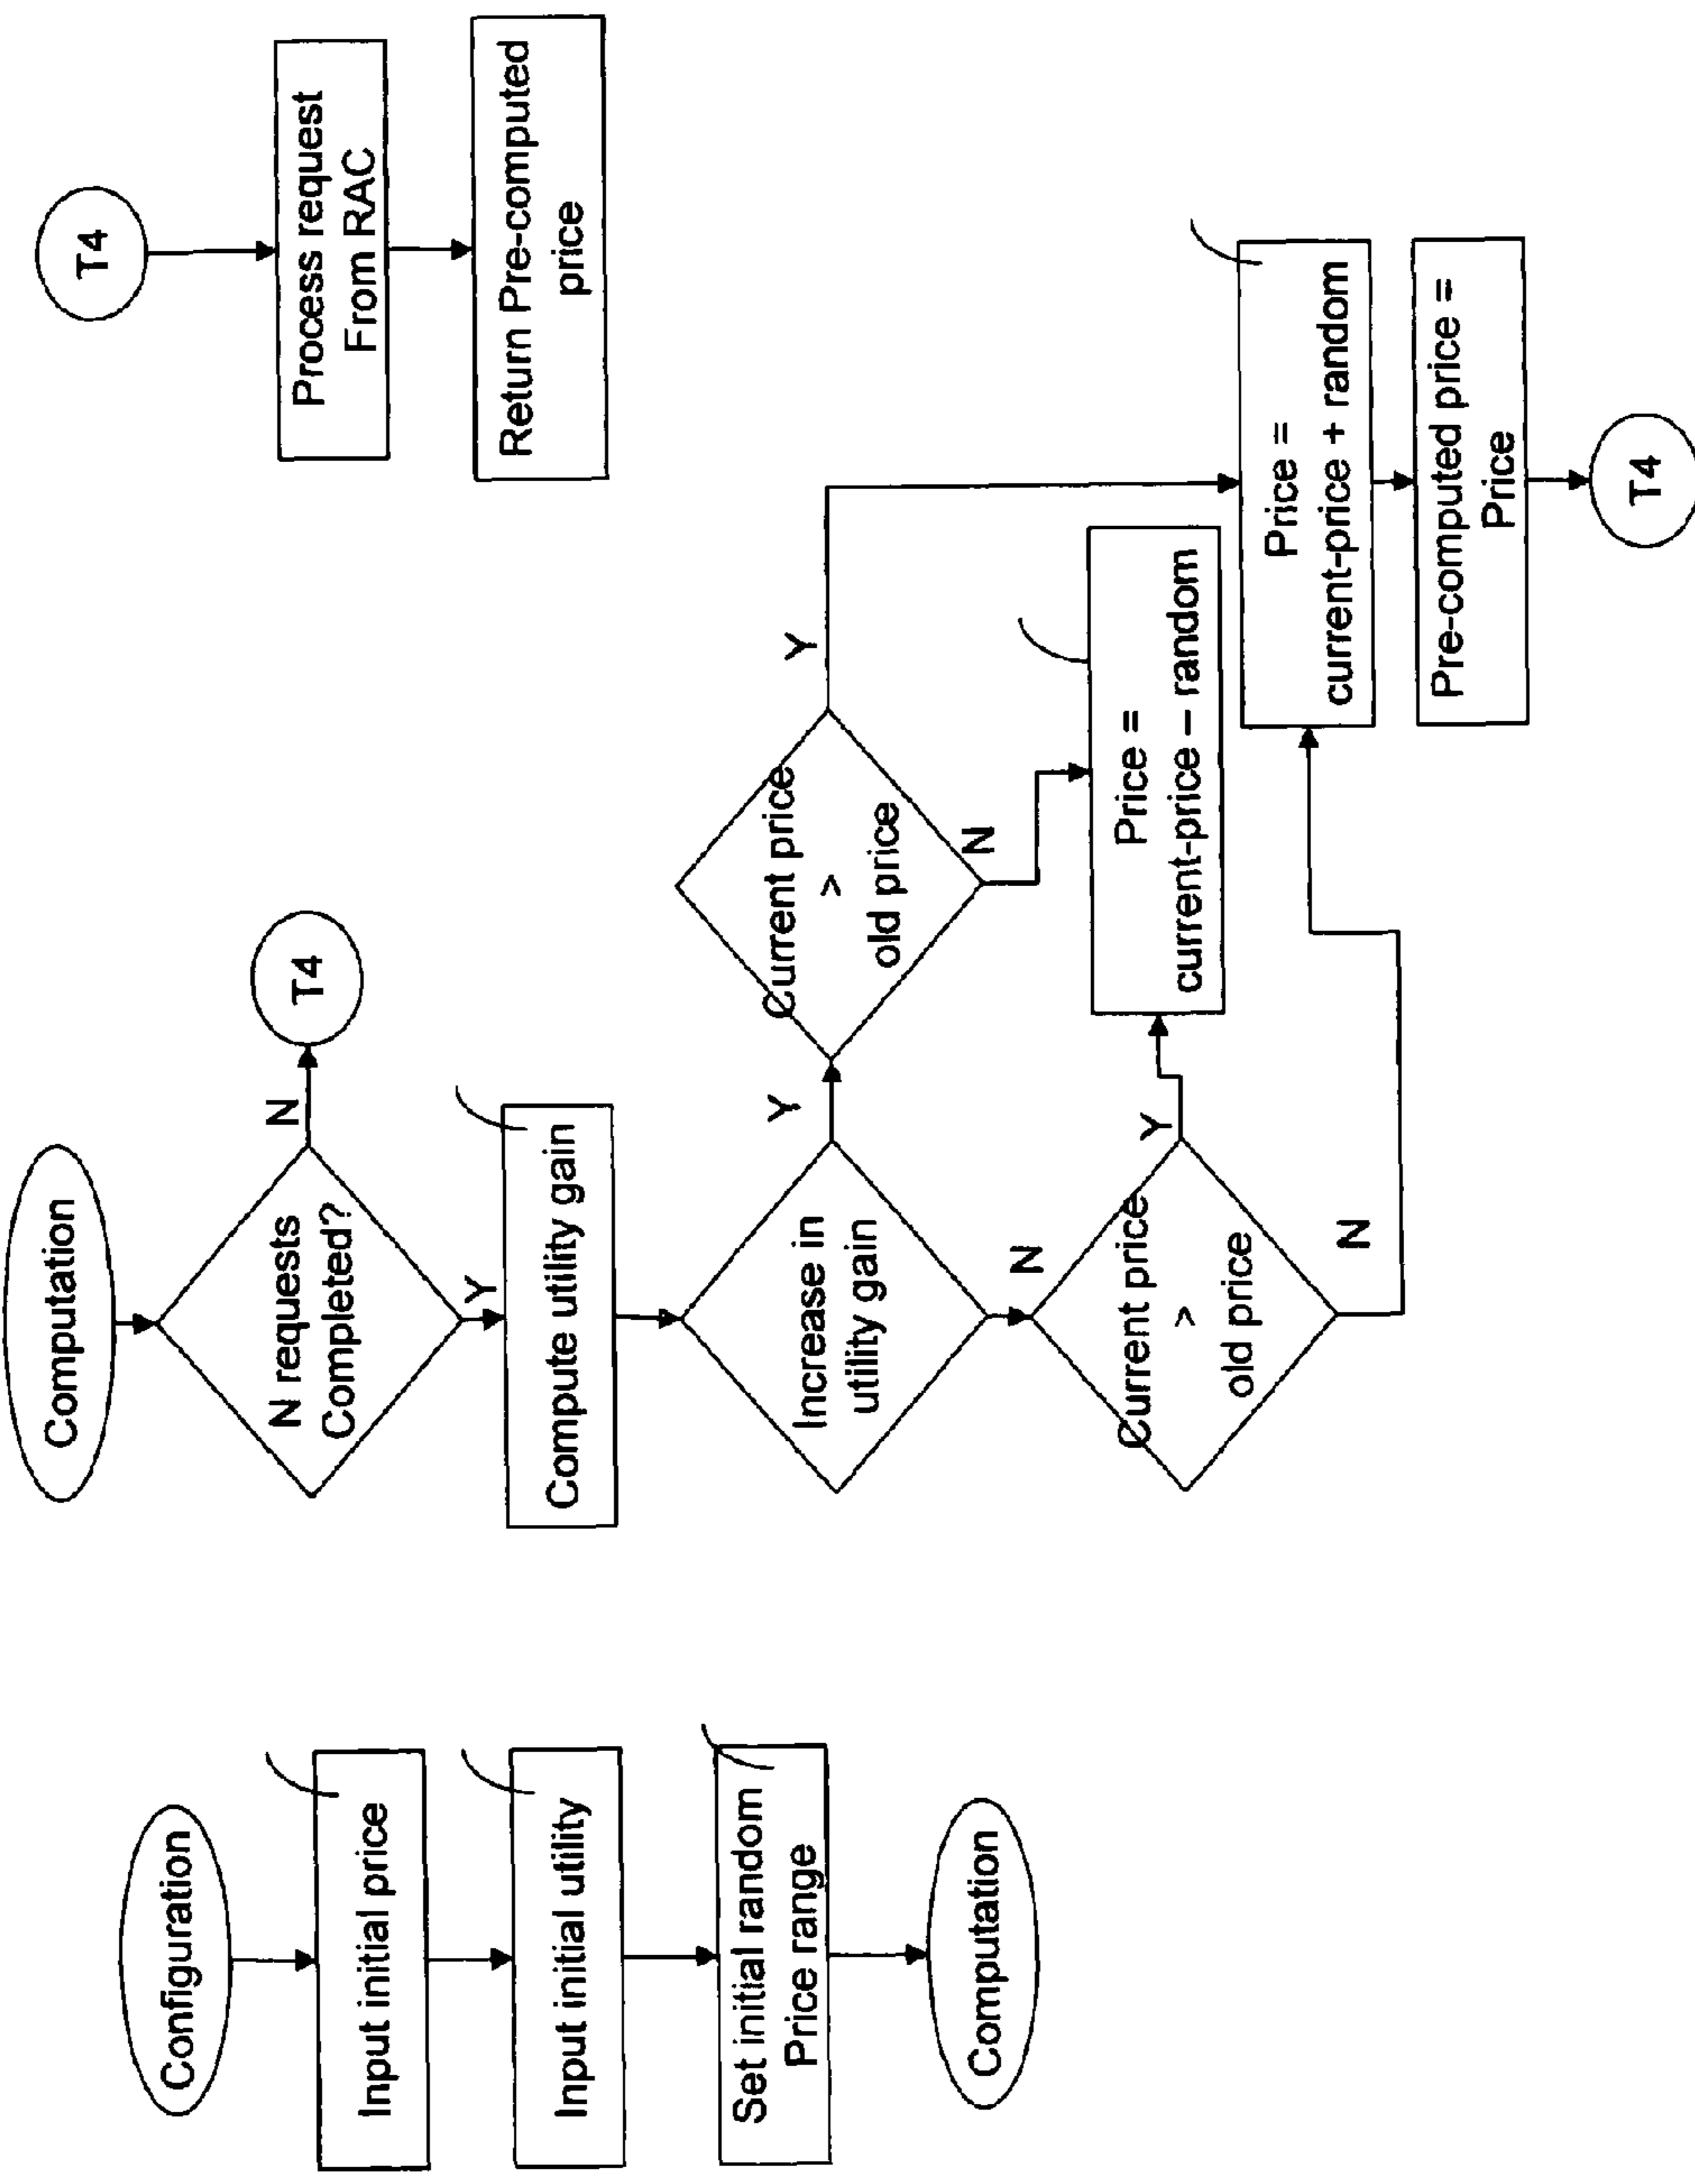 Configuration
Input initial price
Input initial utility
Set initial random
Price range
Computation
Computation
N requests
Completed?
N
T4
Y
Compute utility gain
Increase in
utility gain
Y
Current price
>
old price
Y
N
N
Current price
>
old price
Y
N
Price =
current-price – random
Price =
current-price + random
Pre-computed price =
Price
T4
T4
Process request
From RAC
Return Pre-computed
price